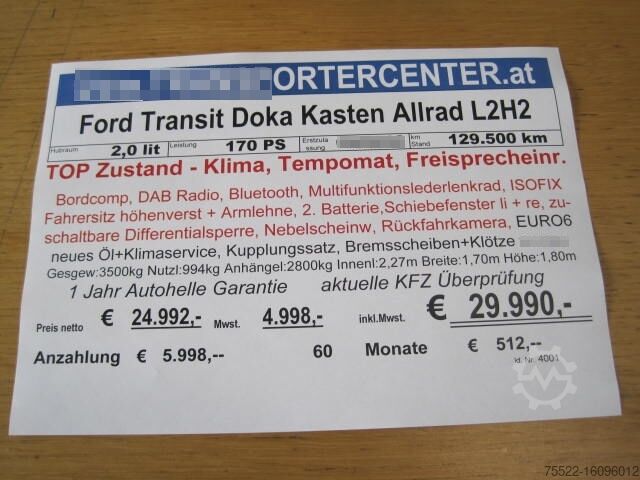 ORTERCENTER.at
Ford Transit Doka Kasten Allrad L2H2
Hubraum 2,0 lit Leistung 170 PS Erstzulassung km Stand 129.500 km
TOP Zustand - Klima, Tempomat, Freisprecheinr.
Bordcomp, DAB Radio, Bluetooth, Multifunktionslederlenkrad, ISOFIX
Fahrersitz höhenverst + Armlehne, 2. Batterie,Schiebefenster li + re, zu-
schaltbare Differentialsperre, Nebelscheinw, Rückfahrkamera, EURO6
neues Öl+Klimaservice, Kupplungssatz, Bremsscheiben+Klötze
Gesgew:3500kg Nutzl:994kg Anhängel:2800kg Innenl:2,27m Breite:1,70m Höhe:1,80m
1 Jahr Autohelle Garantie aktuelle KFZ Überprüfung
Preis netto € 24.992,- Mwst. 4.998,- inkl.Mwst. € 29.990,-
Anzahlung € 5.998,-- 60 Monate € 512,--
Id. Nr. 4001
75522-16096012